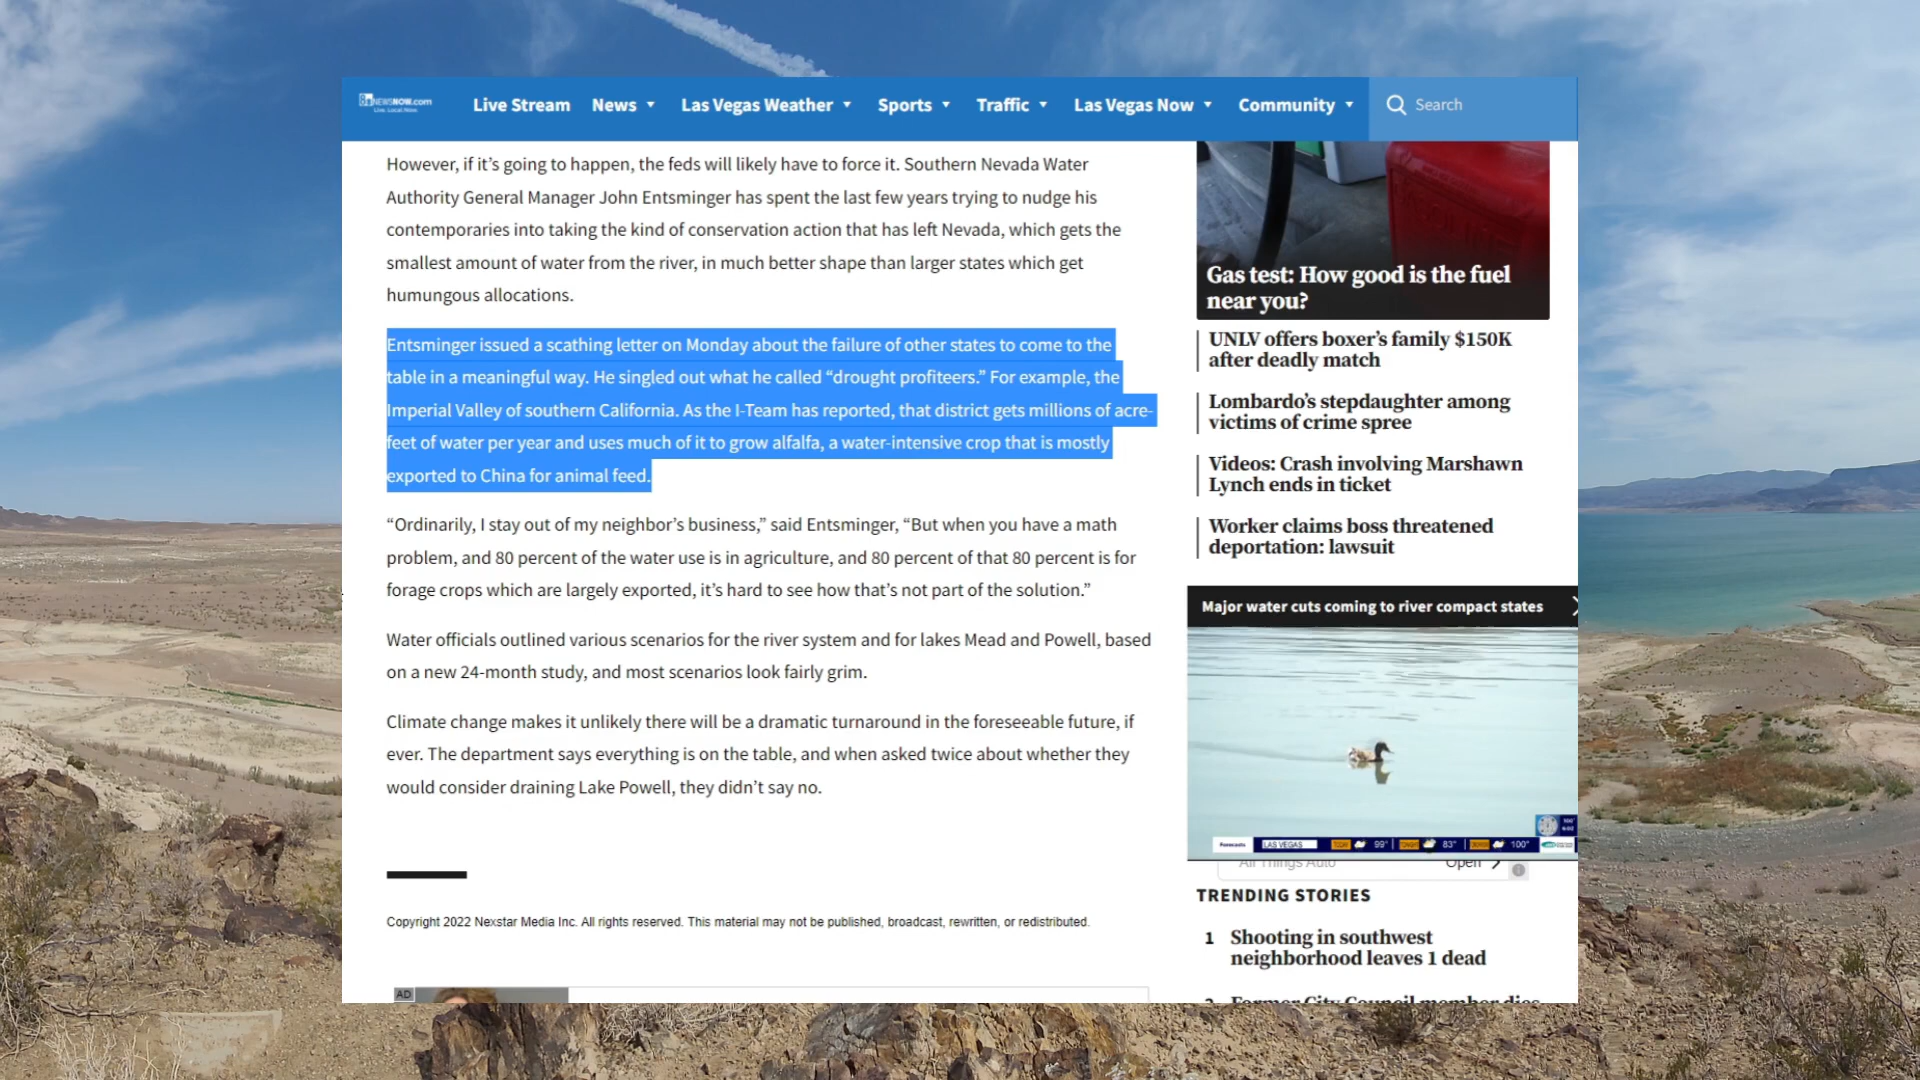 8 NEWSNOW.com
Live Stream News Las Vegas Weather Sports Traffic Las Vegas Now Community Search
However, if it’s going to happen, the feds will likely have to force it. Southern Nevada Water
Authority General Manager John Entsminger has spent the last few years trying to nudge his
contemporaries into taking the kind of conservation action that has left Nevada, which gets the
smallest amount of water from the river, in much better shape than larger states which get
humungous allocations.
Entsminger issued a scathing letter on Monday about the failure of other states to come to the
table in a meaningful way. He singled out what he called “drought profiteers.” For example, the
Imperial Valley of southern California. As the I-Team has reported, that district gets millions of acre-
feet of water per year and uses much of it to grow alfalfa, a water-intensive crop that is mostly
exported to China for animal feed.
“Ordinarily, I stay out of my neighbor’s business,” said Entsminger, “But when you have a math
problem, and 80 percent of the water use is in agriculture, and 80 percent of that 80 percent is for
forage crops which are largely exported, it’s hard to see how that’s not part of the solution.”
Water officials outlined various scenarios for the river system and for lakes Mead and Powell, based
on a new 24-month study, and most scenarios look fairly grim.
Climate change makes it unlikely there will be a dramatic turnaround in the foreseeable future, if
ever. The department says everything is on the table, and when asked twice about whether they
would consider draining Lake Powell, they didn’t say no.
Copyright 2022 Nexstar Media Inc. All rights reserved. This material may not be published, broadcast, rewritten, or redistributed.
AD
Gas test: How good is the fuel
near you?
UNLV offers boxer’s family $150K
after deadly match
Lombardo’s stepdaughter among
victims of crime spree
Videos: Crash involving Marshawn
Lynch ends in ticket
Worker claims boss threatened
deportation: lawsuit
Major water cuts coming to river compact states
Forecasts LAS VEGAS 99° 83° 100°
All Things Auto Open
TRENDING STORIES
1 Shooting in southwest
neighborhood leaves 1 dead
2 Former City Council member dies